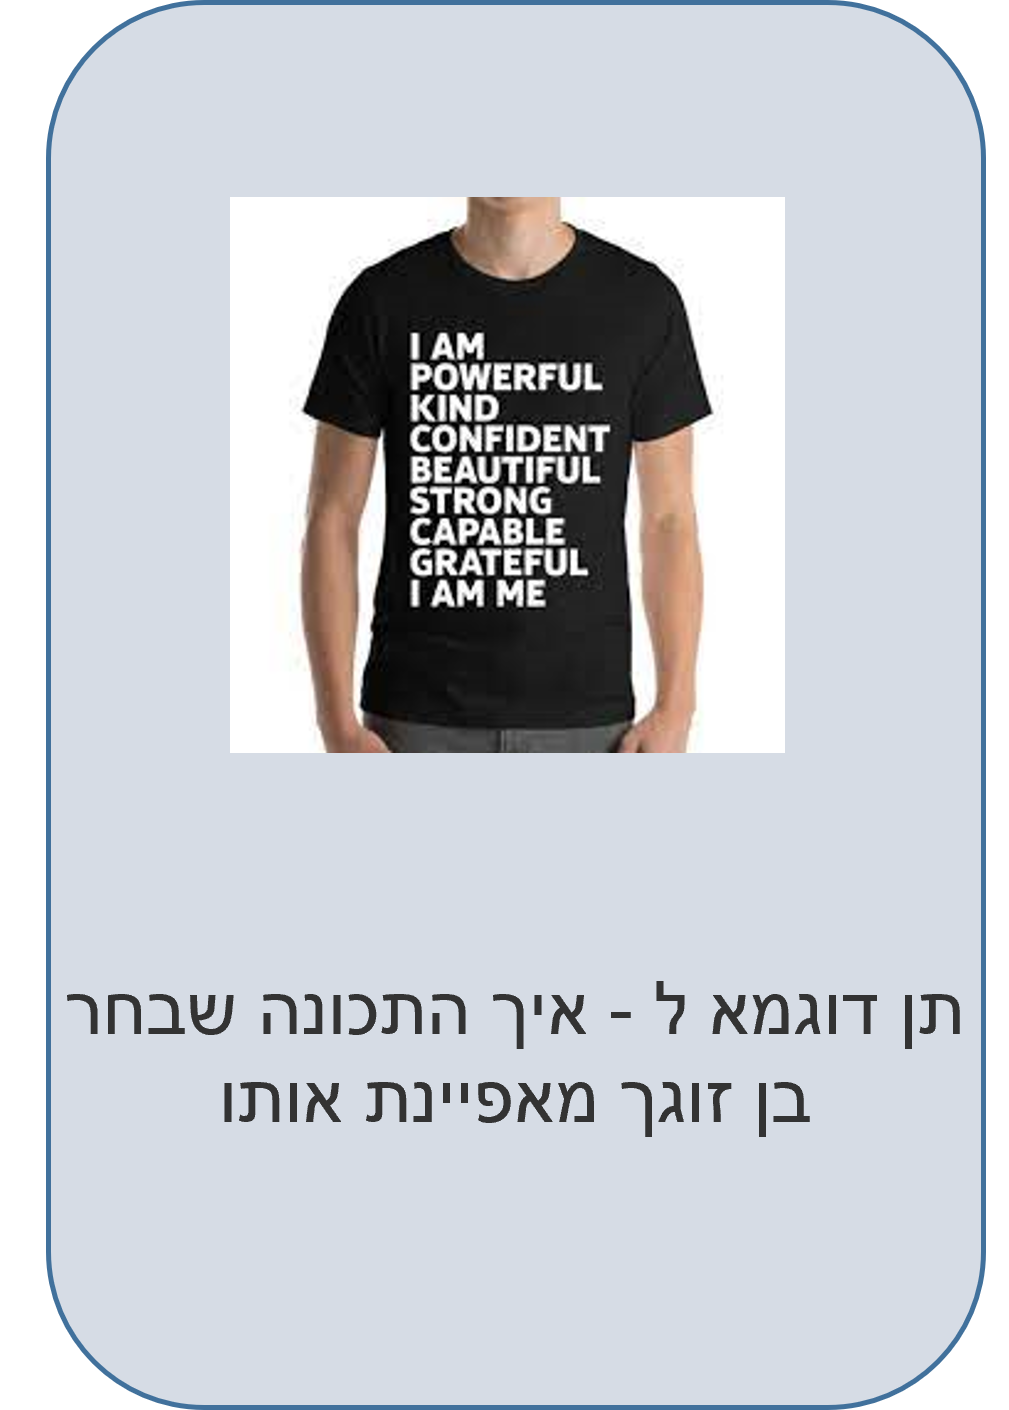 I AM
POWERFUL
KIND
CONFIDENT
BEAUTIFUL
STRONG
CAPABLE
GRATEFUL
I AM ME
תן דוגמא ל - איך התכונה שבחר
בן זוגך מאפיינת אותו